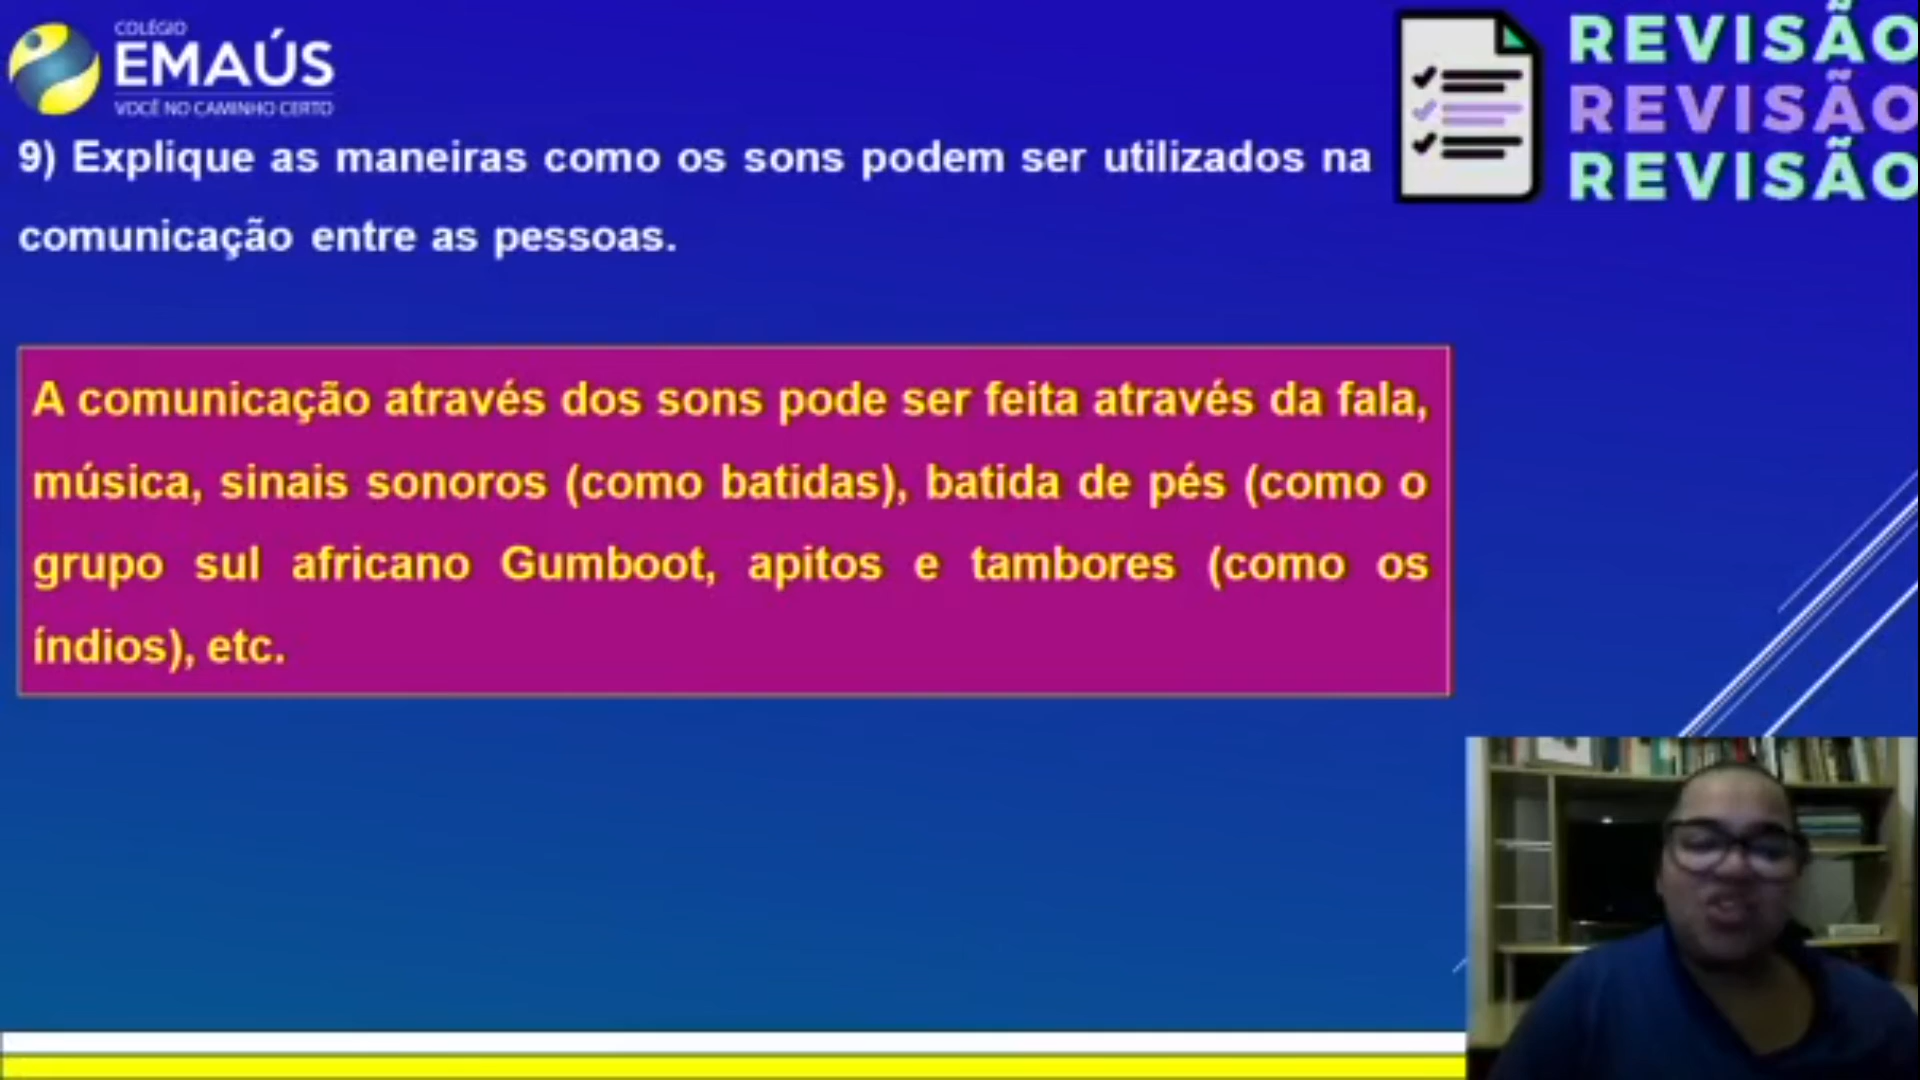 COLÉGIO
EMAÚS
VOCÊ NO CAMINHO CERTO
REVISÃO
REVISÃO
REVISÃO
9) Explique as maneiras como os sons podem ser utilizados na
comunicação entre as pessoas.
A comunicação através dos sons pode ser feita através da fala,
música, sinais sonoros (como batidas), batida de pés (como o
grupo sul africano Gumboot, apitos e tambores (como os
índios), etc.